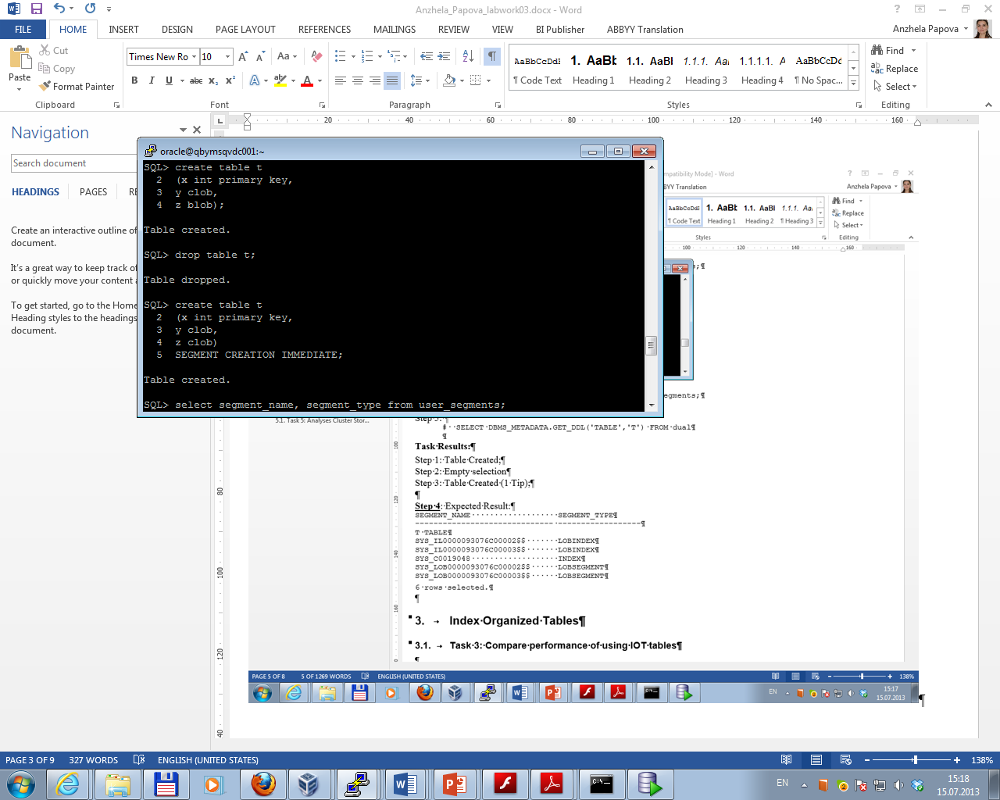 Anzhela_Papova_labwork03.docx - Word
FILE HOME INSERT DESIGN PAGE LAYOUT REFERENCES MAILINGS REVIEW VIEW BI Publisher ABBYY Translation Anzhela Papova
Paste Cut Copy Format Painter
Times New Ro 10
Find Replace Select
AaBbCcDdI 1. AaBb 1.1. AaBI 1.1.1. Aa 1.1.1.1. A AaBbCcDd
¶ Code Text Heading 1 Heading 2 Heading 3 Heading 4 ¶ No Spac...
Clipboard Font Paragraph Styles Editing
20 40 60 80 100 120 140 160
Navigation
Search document
HEADINGS PAGES RE
Create an interactive outline of
document.
It's a great way to keep track of
or quickly move your content a
To get started, go to the Home
Heading styles to the headings
document.
oracle@qbymsqvdc001:~
SQL> create table t
2 (x int primary key,
3 y clob,
4 z blob);
Table created.
SQL> drop table t;
Table dropped.
SQL> create table t
2 (x int primary key,
3 y clob,
4 z clob)
5 SEGMENT CREATION IMMEDIATE;
Table created.
SQL> select segment_name, segment_type from user_segments;
mpatibility Mode] - Word
BYY Translation Anzhela Papova
AaBbCcDdI 1. AaBb 1.1. AaBI 1.1.1. Aa
¶ Code Text Heading 1 Heading 2 ¶ Heading 3
Find
Replace
Select
Styles Editing
100 120 140 160
s;¶
egments;¶
5.1. Task 5: Analyses Cluster Stor...
Step 5: ¶
#··SELECT·DBMS_METADATA.GET_DDL('TABLE','T')·FROM·dual¶
¶
Task·Results:¶
Step·1:·Table·Created;¶
Step·2:·Empty·selection¶
Step·3:·Table·Created·(1·Tip);¶
¶
Step·4:·Expected·Result:¶
SEGMENT_NAME··················SEGMENT_TYPE¶
------------------------------ ------------------¶
T·TABLE¶
SYS_IL0000093076C00002$$·······LOBINDEX¶
SYS_IL0000093076C00003$$·······LOBINDEX¶
SYS_C0019048··················INDEX¶
SYS_LOB0000093076C00002$$······LOBSEGMENT¶
SYS_LOB0000093076C00003$$······LOBSEGMENT¶
6·rows·selected.¶
¶
3. → Index·Organized·Tables¶
3.1. → Task·3:·Compare·performance·of·using·IOT·tables¶
PAGE 5 OF 8 5 OF 1269 WORDS ENGLISH (UNITED STATES) 138%
EN 15:17
15.07.2013
¶
80
100
120
40
PAGE 3 OF 9 327 WORDS ENGLISH (UNITED STATES) 138%
EN 15:18
15.07.2013